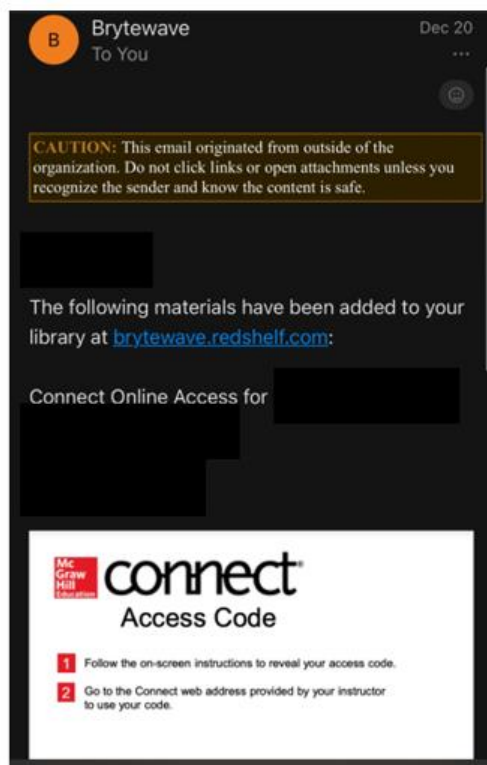 B
Brytewave
Dec 20
To You
...
CAUTION: This email originated from outside of the
organization. Do not click links or open attachments unless you
recognize the sender and know the content is safe.
The following materials have been added to your
library at brytewave.redshelf.com:
Connect Online Access for
Mc
Graw
Hill
Education
connect®
Access Code
1 Follow the on-screen instructions to reveal your access code.
2 Go to the Connect web address provided by your instructor
to use your code.